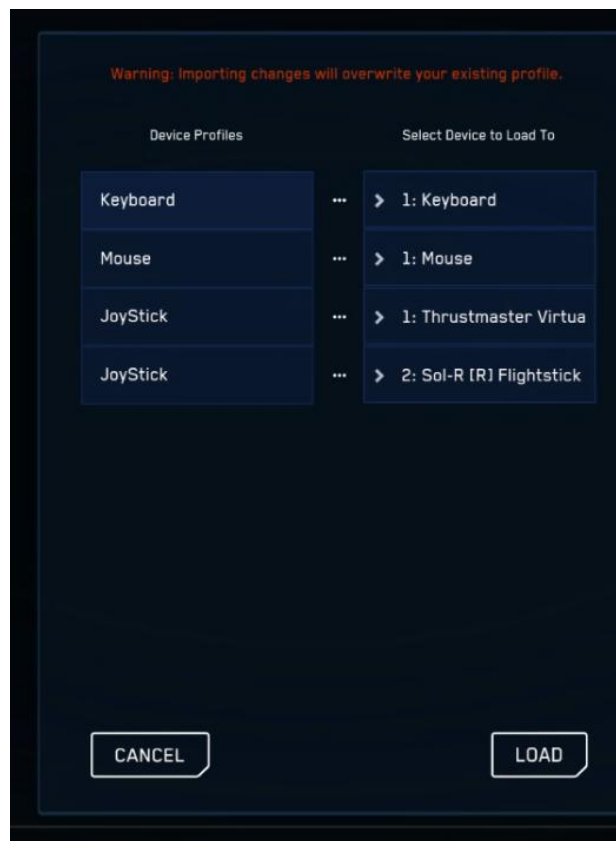 Warning: Importing changes will overwrite your existing profile.
Device Profiles Select Device to Load To
Keyboard ... 1: Keyboard
Mouse ... 1: Mouse
JoyStick ... 1: Thrustmaster Virtua
JoyStick ... 2: Sol-R [R] Flightstick
CANCEL LOAD